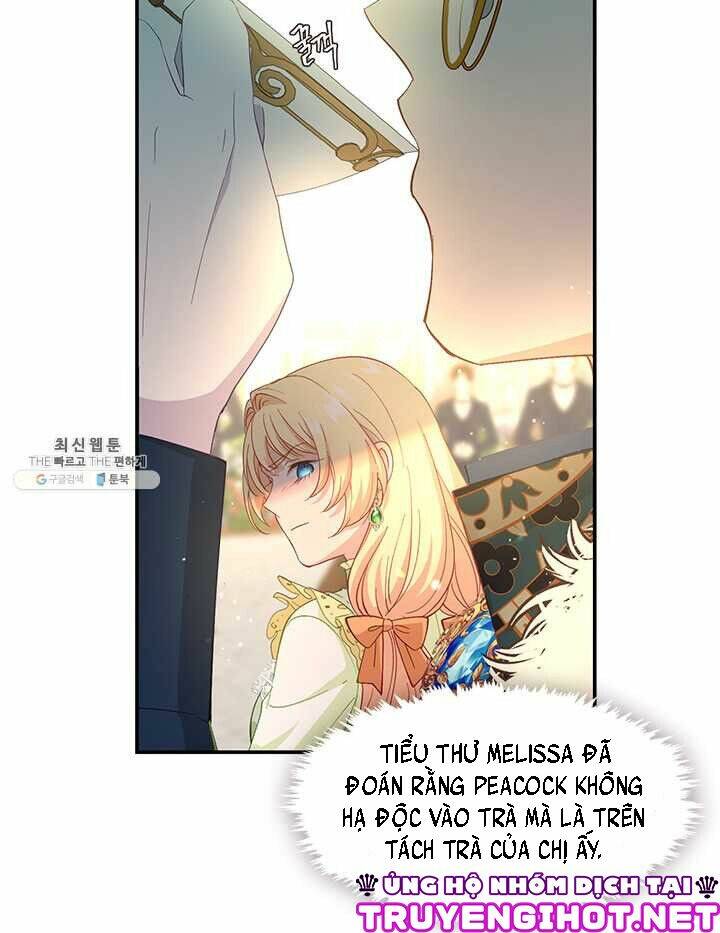 꿀꺽
최신웹툰
THE 빠르고 THE 편하게
구글검색 툰북
TIỂU THƯ MELISSA ĐÃ
ĐOÁN RẰNG PEACOCK KHÔNG
HẠ ĐỘC VÀO TRÀ MÀ LÀ TRÊN
TÁCH TRÀ CỦA CHỊ ẤY.
ỦNG HỘ NHÓM DỊCH TẠI
TRUYENGIHOT.NET